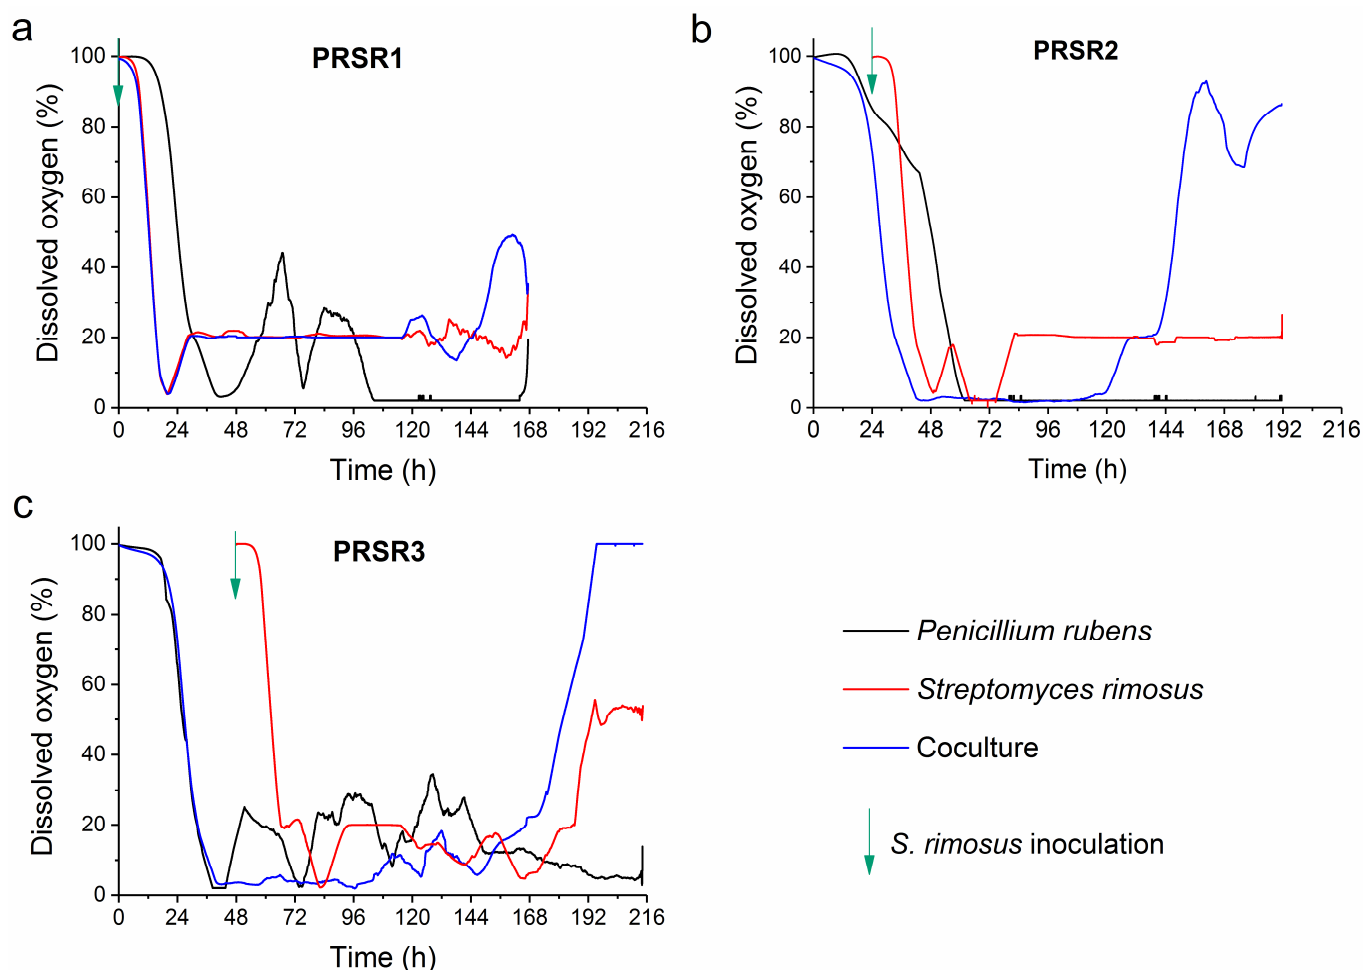 a
PRSR1
Dissolved oxygen (%)
100
80
60
40
20
0
0 24 48 72 96 120 144 168 192 216
Time (h)
b
PRSR2
Dissolved oxygen (%)
100
80
60
40
20
0
0 24 48 72 96 120 144 168 192 216
Time (h)
c
PRSR3
Dissolved oxygen (%)
100
80
60
40
20
0
0 24 48 72 96 120 144 168 192 216
Time (h)
Penicillium rubens
Streptomyces rimosus
Coculture
S. rimosus inoculation